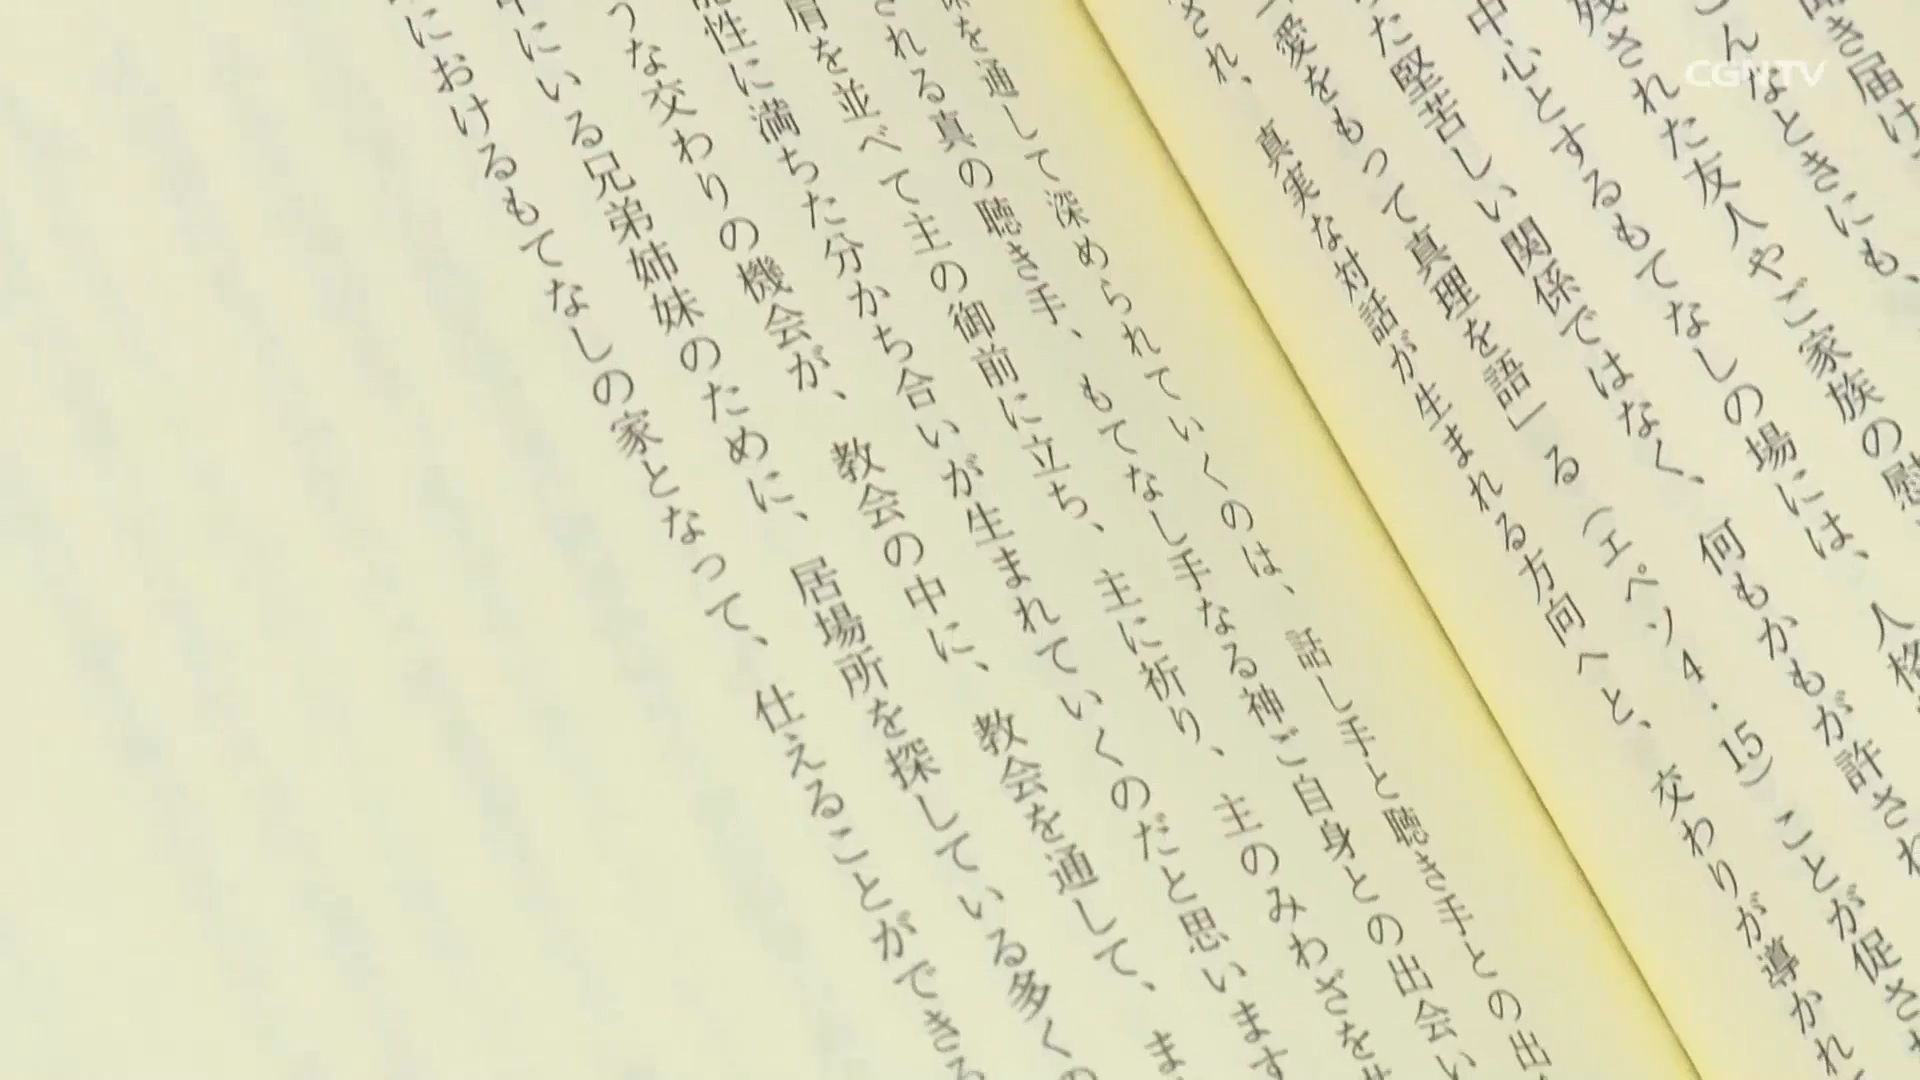 聞き届け
うんなときにも、
残された友人やご家族の慰
中心とするもてなしの場には、人格
た堅苦しい関係ではなく、何もかもが許され
「愛をもって真理を語」る（エペソ4・15）ことが促さ
され、真実な対話が生まれる方向へと、交わりが導かれ
係を通して深められていくのは、話し手と聴き手との出
される真の聴き手、もてなし手なる神ご自身との出会い
肩を並べて主の御前に立ち、主に祈り、主のみわざを
能性に満ちた分かち合いが生まれていくのだと思います
うな交わりの機会が、教会の中に、教会を通して、ま
中にいる兄弟姉妹のために、居場所を探している多くの
におけるもてなしの家となって、仕えることができる
CGNTV